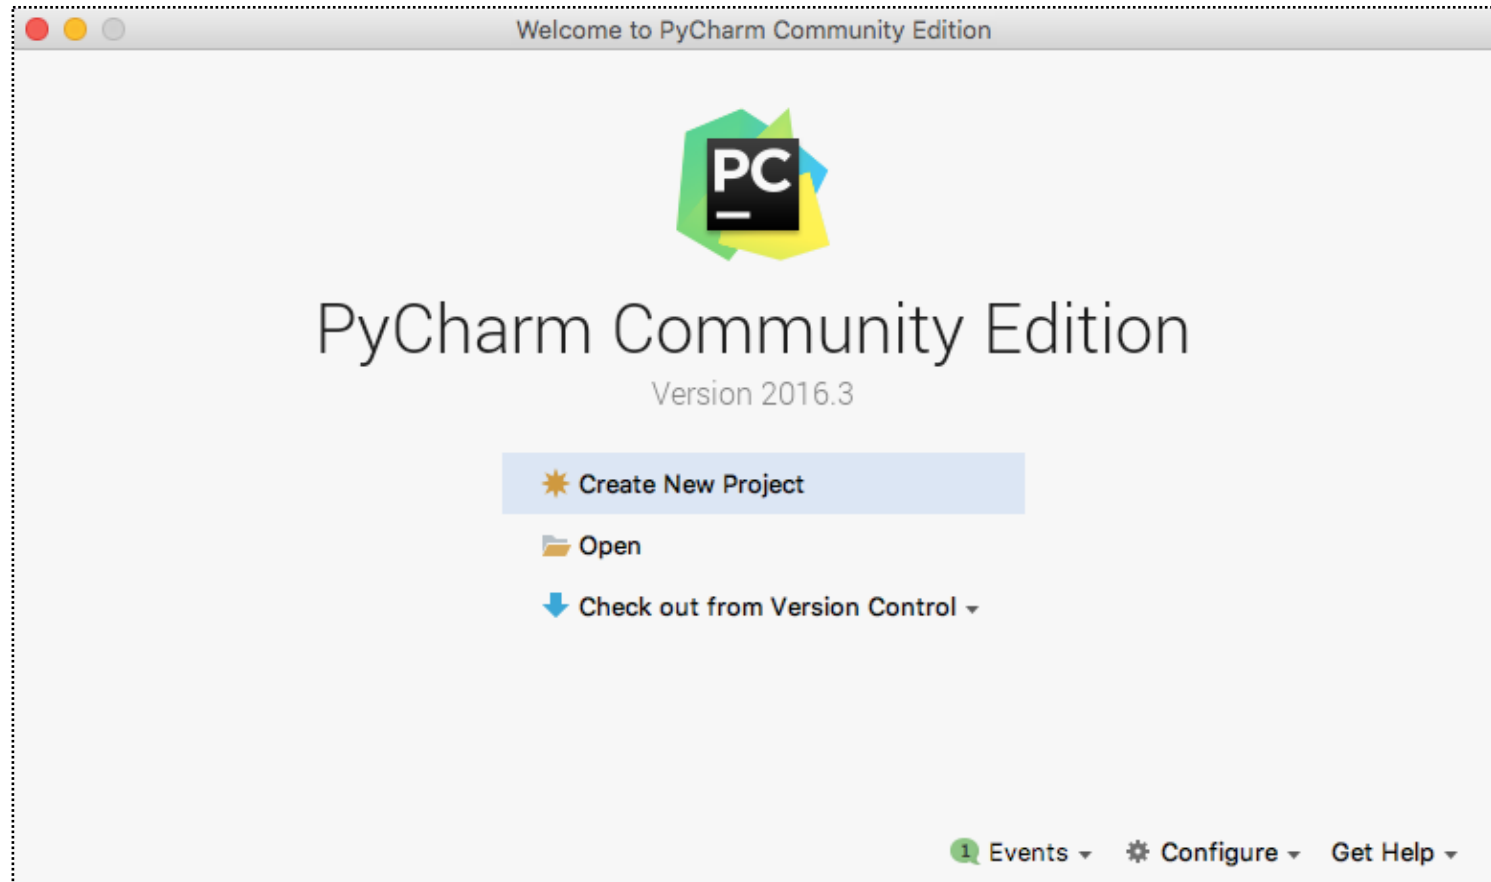 Welcome to PyCharm Community Edition
PC
PyCharm Community Edition
Version 2016.3
Create New Project
Open
Check out from Version Control
1 Events Configure Get Help